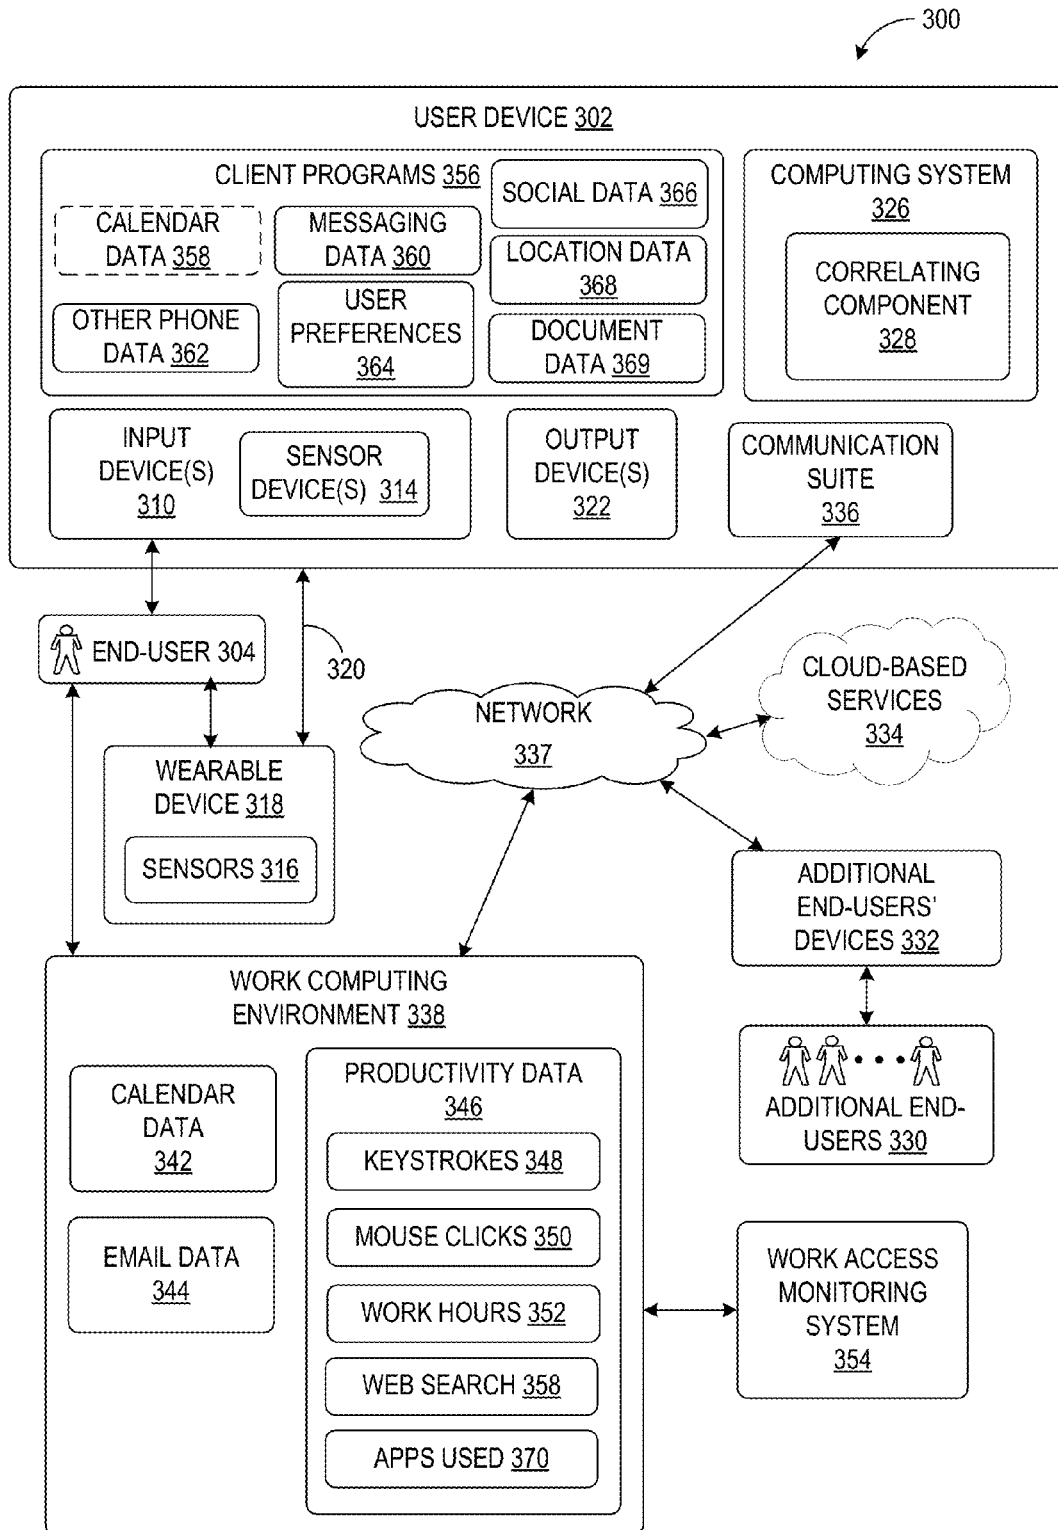 300
USER DEVICE 302
CLIENT PROGRAMS 356
CALENDAR
DATA 358
MESSAGING
DATA 360
SOCIAL DATA 366
LOCATION DATA
368
OTHER PHONE
DATA 362
USER
PREFERENCES
364
DOCUMENT
DATA 369
COMPUTING SYSTEM
326
CORRELATING
COMPONENT
328
INPUT
DEVICE(S)
310
SENSOR
DEVICE(S) 314
OUTPUT
DEVICE(S)
322
COMMUNICATION
SUITE
336
END-USER 304
320
WEARABLE
DEVICE 318
SENSORS 316
NETWORK
337
CLOUD-BASED
SERVICES
334
ADDITIONAL
END-USERS'
DEVICES 332
ADDITIONAL END-
USERS 330
WORK COMPUTING
ENVIRONMENT 338
CALENDAR
DATA
342
EMAIL DATA
344
PRODUCTIVITY DATA
346
KEYSTROKES 348
MOUSE CLICKS 350
WORK HOURS 352
WEB SEARCH 358
APPS USED 370
WORK ACCESS
MONITORING
SYSTEM
354